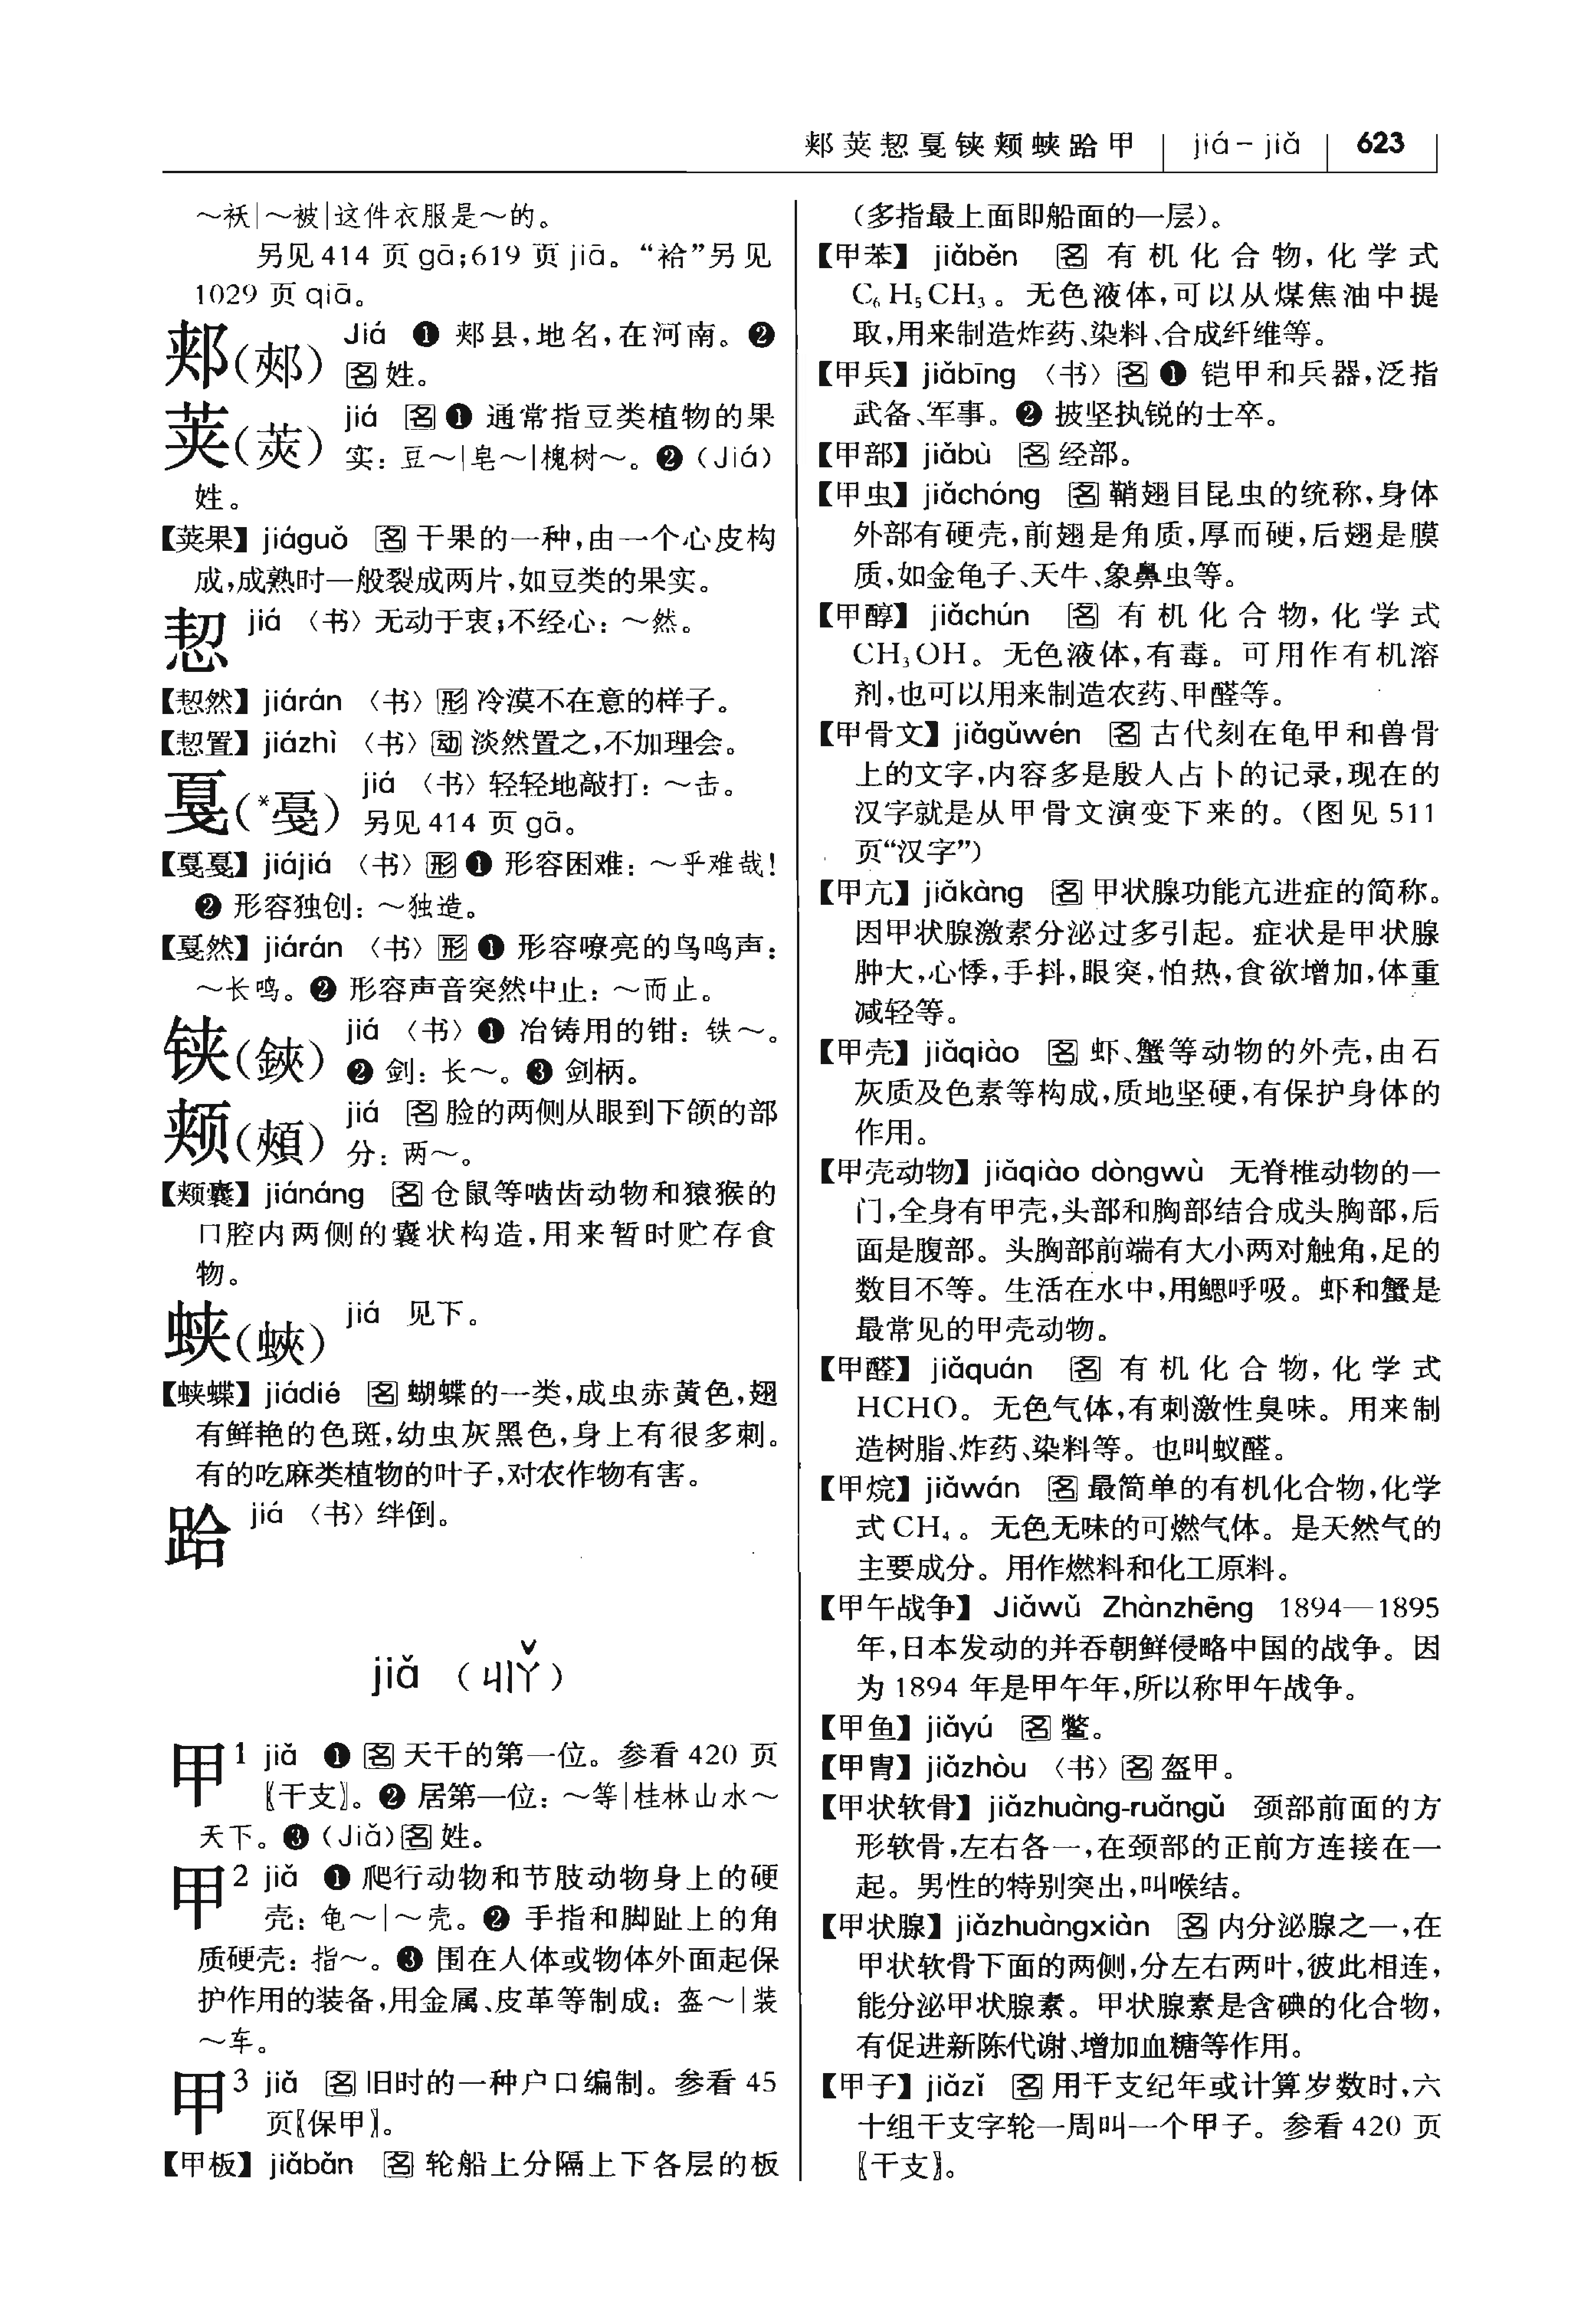 郏荚恝戛铗颊蛱跲甲 jiá-jiǎ 623
～袄|～被|这件衣服是～的。
另见414 页 gā;619 页 jiā。“袷”另见
1029 页 qiā。
郏(郟) Jiá ❶ 郏县,地名,在河南。❷
名 姓。
荚(莢) jiá 名 ❶ 通常指豆类植物的果
实：豆～|皂～|槐树～。❷（Jiá）
姓。
【荚果】 jiáguǒ 名 干果的一种,由一个心皮构
成,成熟时一般裂成两片,如豆类的果实。
恝 jiá 〈书〉无动于衷;不经心：～然。
【恝然】 jiárán 〈书〉形 冷漠不在意的样子。
【恝置】 jiázhì 〈书〉动 淡然置之,不加理会。
戛(*戞) jiá 〈书〉轻轻地敲打：～击。
另见414 页 gā。
【戛戛】 jiájiá 〈书〉形 ❶ 形容困难：～乎难哉!
❷ 形容独创：～独造。
【戛然】 jiárán 〈书〉形 ❶ 形容嘹亮的鸟鸣声：
～长鸣。❷ 形容声音突然中止：～而止。
铗(鋏) jiá 〈书〉❶ 冶铸用的钳：铁～。
❷ 剑：长～。❸ 剑柄。
颊(頰) jiá 名 脸的两侧从眼到下颌的部
分：两～。
【颊囊】 jiánáng 名 仓鼠等啮齿动物和猿猴的
口腔内两侧的囊状构造,用来暂时贮存食
物。
蛱(蛺) jiá 见下。
【蛱蝶】 jiádié 名 蝴蝶的一类,成虫赤黄色,翅
有鲜艳的色斑,幼虫灰黑色,身上有很多刺。
有的吃麻类植物的叶子,对农作物有害。
跲 jiá 〈书〉绊倒。
jiǎ （ㄐㄧㄚˇ）
甲1 jiǎ ❶ 名 天干的第一位。参看 420 页
〖干支〗。❷ 居第一位：～等|桂林山水～
天下。❸（Jiǎ）名 姓。
甲2 jiǎ ❶ 爬行动物和节肢动物身上的硬
壳：龟～|～壳。❷ 手指和脚趾上的角
质硬壳：指～。❸ 围在人体或物体外面起保
护作用的装备,用金属、皮革等制成：盔～|装
～车。
甲3 jiǎ 名 旧时的一种户口编制。参看 45
页〖保甲〗。
【甲板】 jiǎbǎn 名 轮船上分隔上下各层的板
（多指最上面即船面的一层）。
【甲苯】 jiǎběn 名 有机化合物,化学式
C₆H₅CH₃。无色液体,可以从煤焦油中提
取,用来制造炸药、染料、合成纤维等。
【甲兵】 jiǎbīng 〈书〉名 ❶ 铠甲和兵器,泛指
武备、军事。❷ 披坚执锐的士卒。
【甲部】 jiǎbù 名 经部。
【甲虫】 jiǎchóng 名 鞘翅目昆虫的统称,身体
外部有硬壳,前翅是角质,厚而硬,后翅是膜
质,如金龟子、天牛、象鼻虫等。
【甲醇】 jiǎchún 名 有机化合物,化学式
CH₃OH。无色液体,有毒。可用作有机溶
剂,也可以用来制造农药、甲醛等。
【甲骨文】 jiǎgǔwén 名 古代刻在龟甲和兽骨
上的文字,内容多是殷人占卜的记录,现在的
汉字就是从甲骨文演变下来的。（图见 511
页“汉字”）
【甲亢】 jiǎkàng 名 甲状腺功能亢进症的简称。
因甲状腺激素分泌过多引起。症状是甲状腺
肿大,心悸,手抖,眼突,怕热,食欲增加,体重
减轻等。
【甲壳】 jiǎqiào 名 虾、蟹等动物的外壳,由石
灰质及色素等构成,质地坚硬,有保护身体的
作用。
【甲壳动物】 jiǎqiào dòngwù 无脊椎动物的一
门,全身有甲壳,头部和胸部结合成头胸部,后
面是腹部。头胸部前端有大小两对触角,足的
数目不等。生活在水中,用鳃呼吸。虾和蟹是
最常见的甲壳动物。
【甲醛】 jiǎquán 名 有机化合物,化学式
HCHO。无色气体,有刺激性臭味。用来制
造树脂、炸药、染料等。也叫蚁醛。
【甲烷】 jiǎwán 名 最简单的有机化合物,化学
式 CH₄。无色无味的可燃气体。是天然气的
主要成分。用作燃料和化工原料。
【甲午战争】 Jiǎwǔ Zhànzhēng 1894—1895
年,日本发动的并吞朝鲜侵略中国的战争。因
为 1894 年是甲午年,所以称甲午战争。
【甲鱼】 jiǎyú 名 鳖。
【甲胄】 jiǎzhòu 〈书〉名 盔甲。
【甲状软骨】 jiǎzhuàng-ruǎngǔ 颈部前面的方
形软骨,左右各一,在颈部的正前方连接在一
起。男性的特别突出,叫喉结。
【甲状腺】 jiǎzhuàngxiàn 名 内分泌腺之一,在
甲状软骨下面的两侧,分左右两叶,彼此相连,
能分泌甲状腺素。甲状腺素是含碘的化合物,
有促进新陈代谢、增加血糖等作用。
【甲子】 jiǎzǐ 名 用干支纪年或计算岁数时,六
十组干支字轮一周叫一个甲子。参看 420 页
〖干支〗。